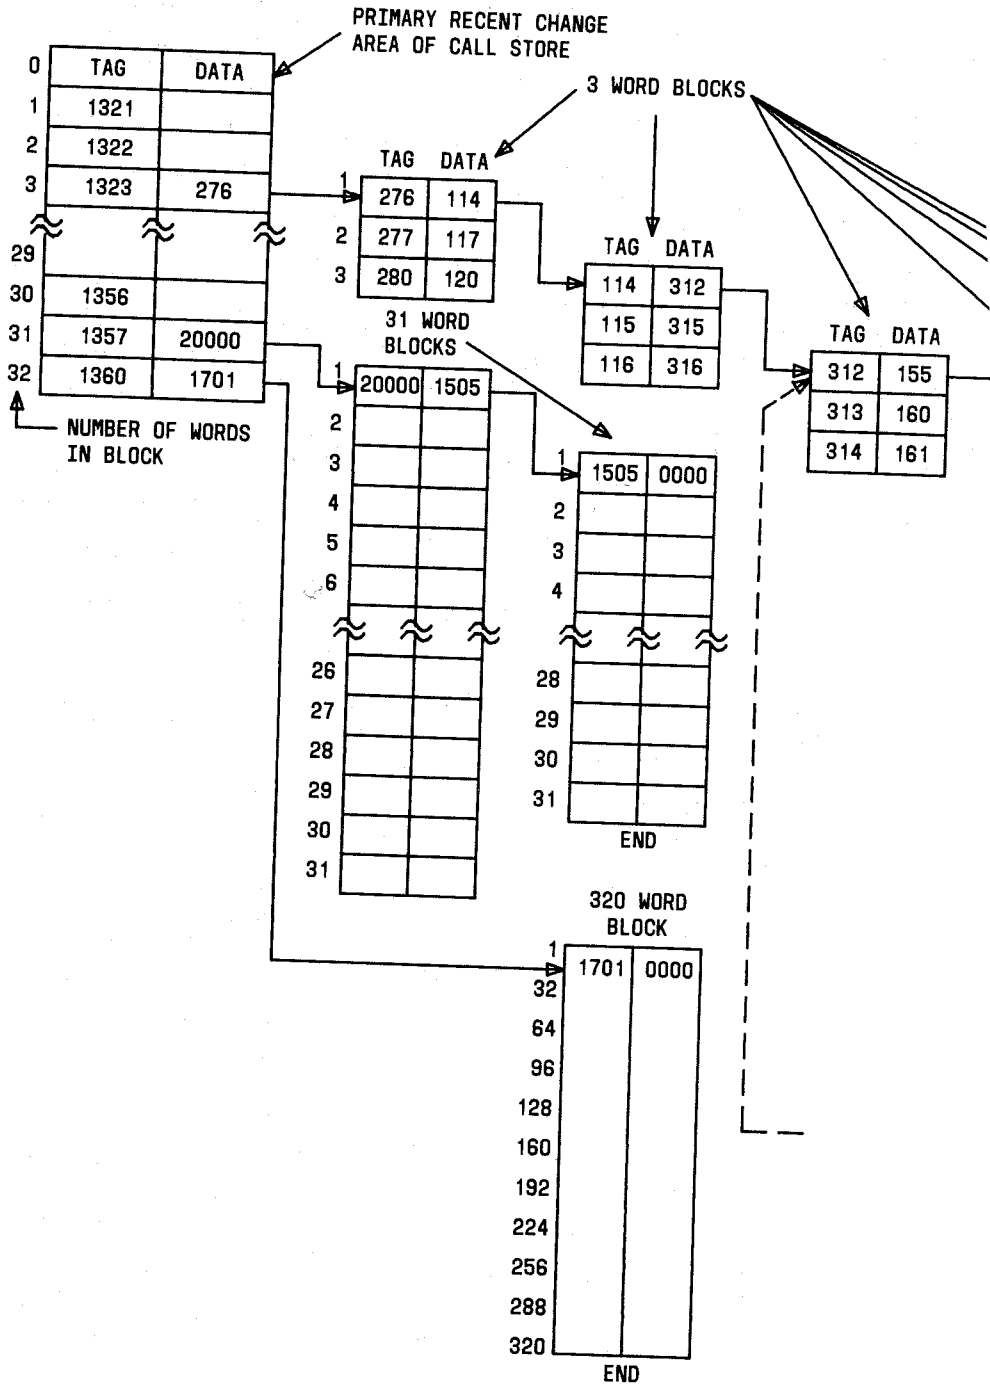 PRIMARY RECENT CHANGE
AREA OF CALL STORE
0 TAG DATA
1 1321
2 1322
3 1323 276
29
30 1356
31 1357 20000
32 1360 1701
NUMBER OF WORDS
IN BLOCK
3 WORD BLOCKS
TAG DATA
1 276 114
2 277 117
3 280 120
TAG DATA
114 312
115 315
116 316
TAG DATA
312 155
313 160
314 161
31 WORD
BLOCKS
1 20000 1505
2
3
4
5
6
26
27
28
29
30
31
1 1505 0000
2
3
4
28
29
30
31
END
320 WORD
BLOCK
1 1701 0000
32
64
96
128
160
192
224
256
288
320
END